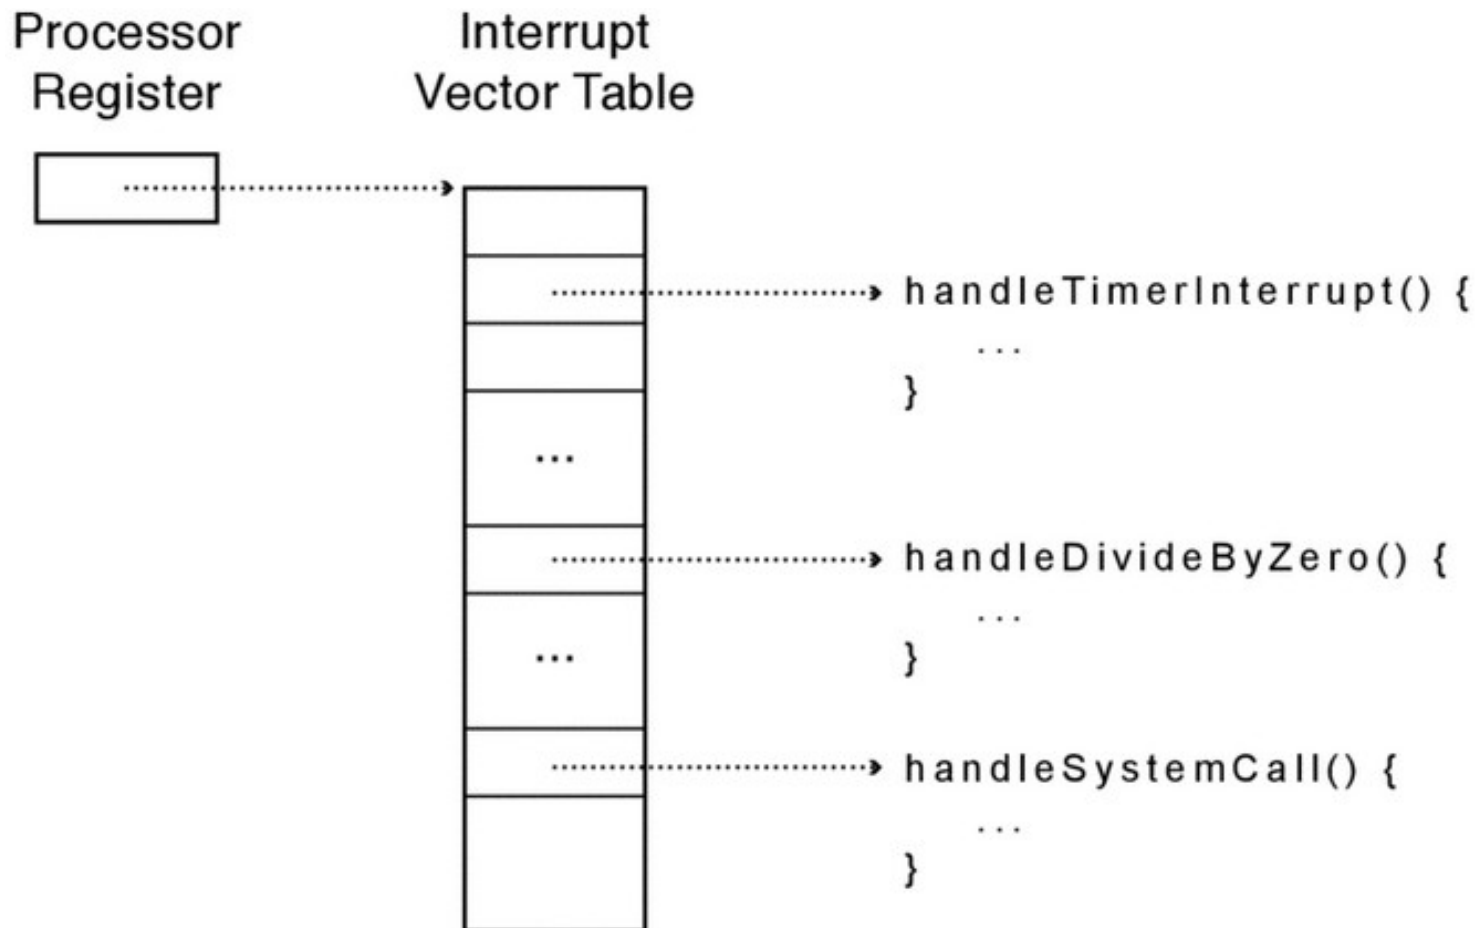 Processor
Register
Interrupt
Vector Table
handleTimerInterrupt() {
...
}
...
handleDivideByZero() {
...
}
...
handleSystemCall() {
...
}